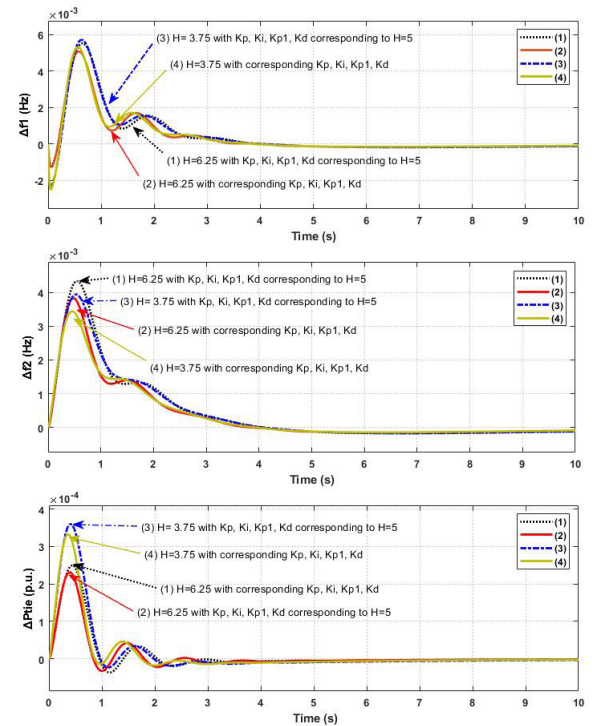 ×10⁻³
(3) H= 3.75 with Kp, Ki, Kp1, Kd corresponding to H=5
(4) H=3.75 with corresponding Kp, Ki, Kp1, Kd
(1) H=6.25 with Kp, Ki, Kp1, Kd corresponding to H=5
(2) H=6.25 with corresponding Kp, Ki, Kp1, Kd
(1)
(2)
(3)
(4)
6
4
2
0
-2
Δf1 (Hz)
0 1 2 3 4 5 6 7 8 9 10
Time (s)
×10⁻³
(1) H=6.25 with Kp, Ki, Kp1, Kd corresponding to H=5
(3) H= 3.75 with Kp, Ki, Kp1, Kd corresponding to H=5
(2) H=6.25 with corresponding Kp, Ki, Kp1, Kd
(4) H=3.75 with corresponding Kp, Ki, Kp1, Kd
(1)
(2)
(3)
(4)
4
3
2
1
0
Δf2 (Hz)
0 1 2 3 4 5 6 7 8 9 10
Time (s)
×10⁻⁴
(3) H= 3.75 with Kp, Ki, Kp1, Kd corresponding to H=5
(4) H=3.75 with corresponding Kp, Ki, Kp1, Kd
(1) H=6.25 with corresponding Kp, Ki, Kp1, Kd
(2) H=6.25 with Kp, Ki, Kp1, Kd corresponding to H=5
(1)
(2)
(3)
(4)
4
3
2
1
0
ΔPtie (p.u.)
0 1 2 3 4 5 6 7 8 9 10
Time (s)